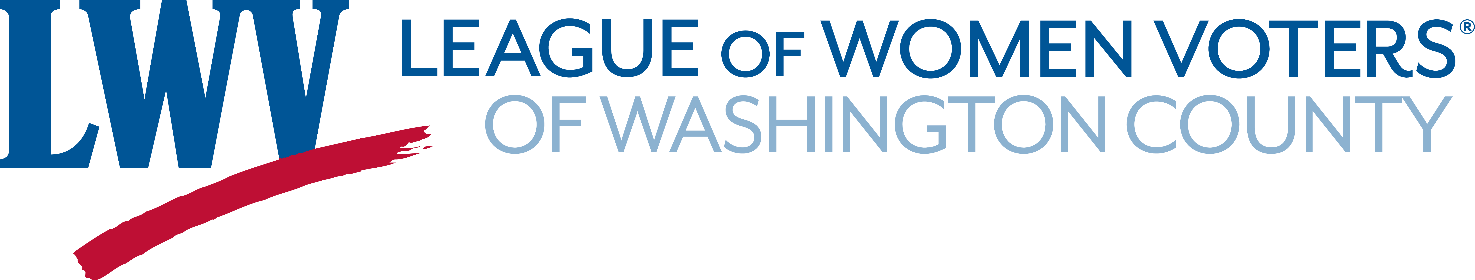 LWV
LEAGUE OF WOMEN VOTERS®
OF WASHINGTON COUNTY